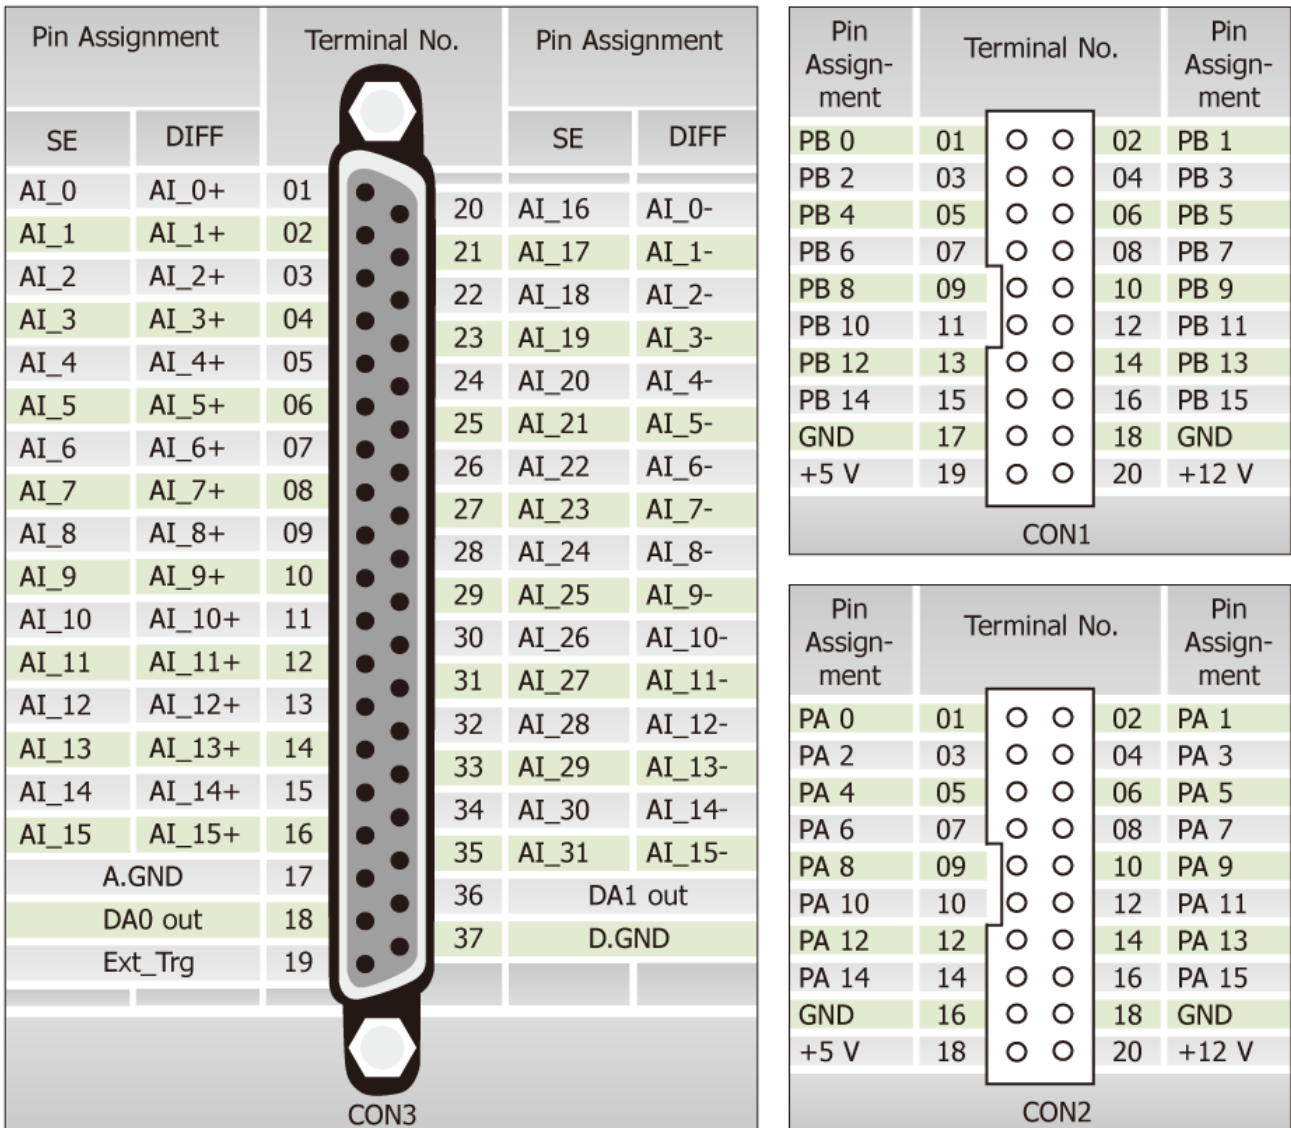 Pin Assignment Terminal No. Pin Assignment
SE DIFF SE DIFF
AI_0 AI_0+ 01
20 AI_16 AI_0-
AI_1 AI_1+ 02
21 AI_17 AI_1-
AI_2 AI_2+ 03
22 AI_18 AI_2-
AI_3 AI_3+ 04
23 AI_19 AI_3-
AI_4 AI_4+ 05
24 AI_20 AI_4-
AI_5 AI_5+ 06
25 AI_21 AI_5-
AI_6 AI_6+ 07
26 AI_22 AI_6-
AI_7 AI_7+ 08
27 AI_23 AI_7-
AI_8 AI_8+ 09
28 AI_24 AI_8-
AI_9 AI_9+ 10
29 AI_25 AI_9-
AI_10 AI_10+ 11
30 AI_26 AI_10-
AI_11 AI_11+ 12
31 AI_27 AI_11-
AI_12 AI_12+ 13
32 AI_28 AI_12-
AI_13 AI_13+ 14
33 AI_29 AI_13-
AI_14 AI_14+ 15
34 AI_30 AI_14-
AI_15 AI_15+ 16
35 AI_31 AI_15-
A.GND 17
36 DA1 out
DA0 out 18
37 D.GND
Ext_Trg 19
CON3
Pin
Assign-
ment
Terminal No.
Pin
Assign-
ment
PB 0 01 02 PB 1
PB 2 03 04 PB 3
PB 4 05 06 PB 5
PB 6 07 08 PB 7
PB 8 09 10 PB 9
PB 10 11 12 PB 11
PB 12 13 14 PB 13
PB 14 15 16 PB 15
GND 17 18 GND
+5 V 19 20 +12 V
CON1
Pin
Assign-
ment
Terminal No.
Pin
Assign-
ment
PA 0 01 02 PA 1
PA 2 03 04 PA 3
PA 4 05 06 PA 5
PA 6 07 08 PA 7
PA 8 09 10 PA 9
PA 10 10 12 PA 11
PA 12 12 14 PA 13
PA 14 14 16 PA 15
GND 16 18 GND
+5 V 18 20 +12 V
CON2